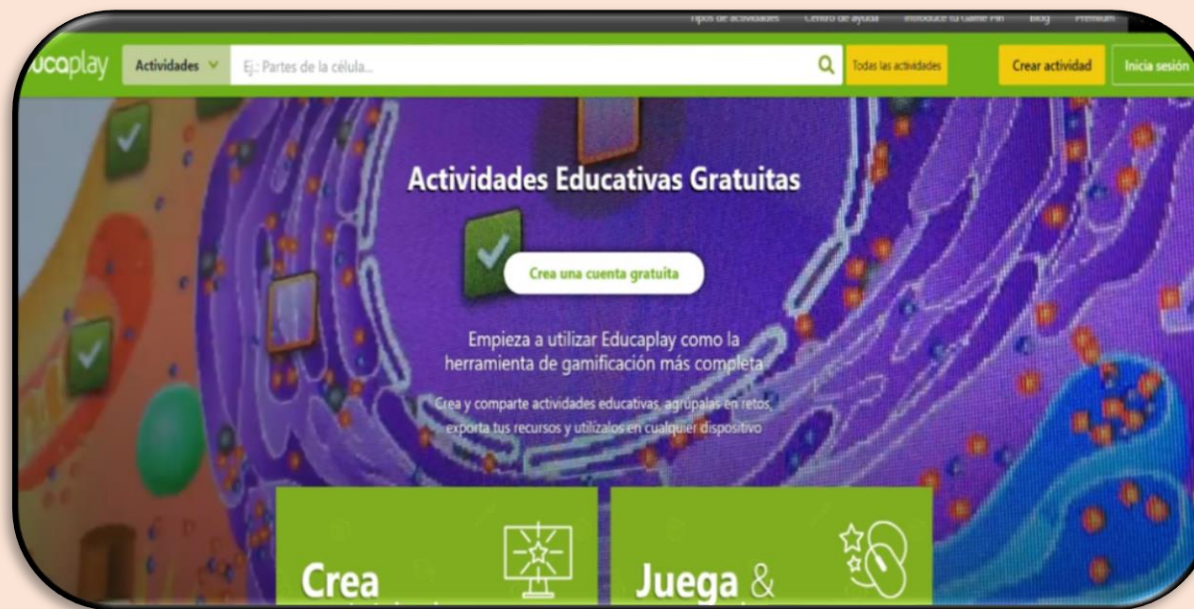 Tipos de actividades Centro de ayuda Introduce tu Game Pin Blog Premium
ucaplay Actividades Ej.: Partes de la célula... Todas las actividades Crear actividad Inicia sesión
Actividades Educativas Gratuitas
Crea una cuenta gratuita
Empieza a utilizar Educaplay como la
herramienta de gamificación más completa
Crea y comparte actividades educativas, agrúpalas en retos,
exporta tus recursos y utilízalos en cualquier dispositivo
Crea
Juega &